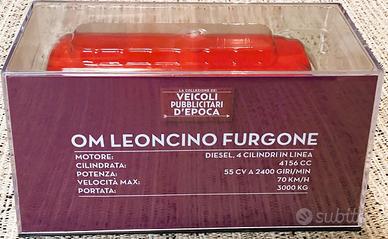 LA COLLEZIONE DEI
VEICOLI
PUBBLICITARI
D'EPOCA
OM LEONCINO FURGONE
MOTORE: DIESEL, 4 CILINDRI IN LINEA
CILINDRATA: 4156 CC
POTENZA: 55 CV A 2400 GIRI/MIN
VELOCITÀ MAX: 70 KM/H
PORTATA: 3000 KG
subito